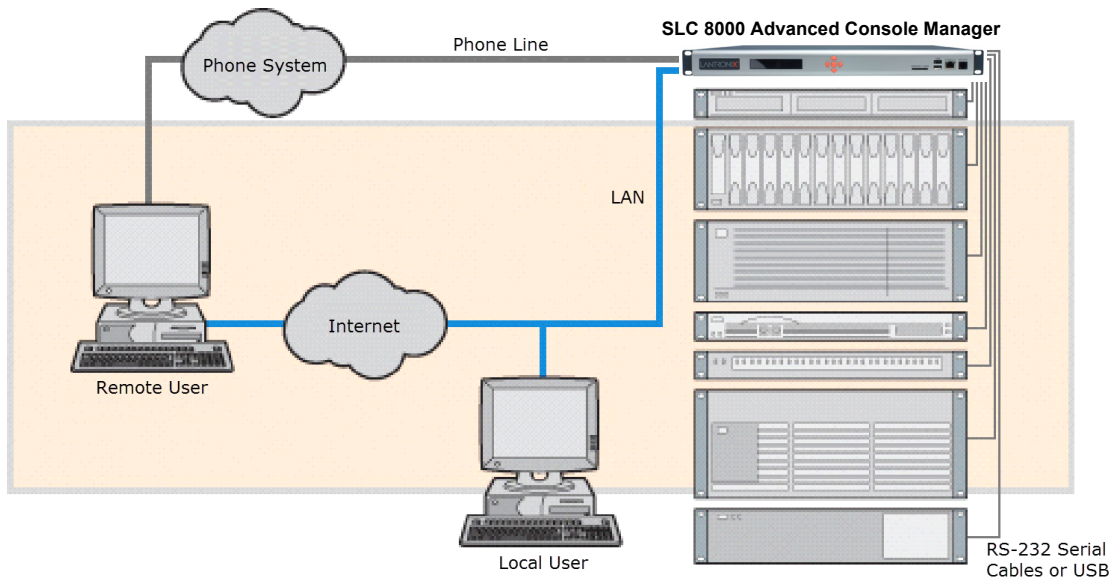 SLC 8000 Advanced Console Manager
Phone Line
Phone System
LANTRONIX
LAN
Internet
Remote User
Local User
RS-232 Serial
Cables or USB